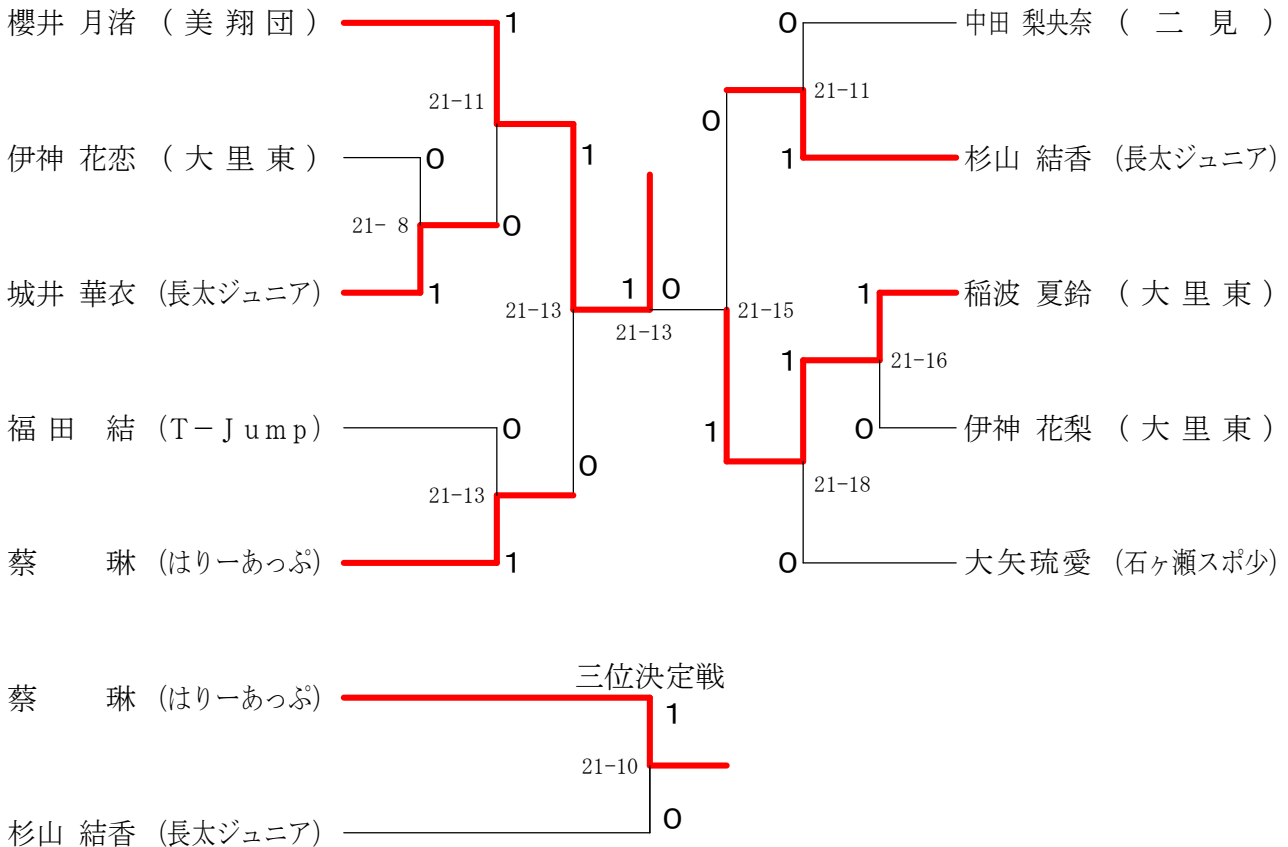 櫻井 月渚 （ 美 翔 団 ） 1 0 中田 梨央奈 （ 二 見 ）
21-11 21-11
0
伊神 花恋 （ 大 里 東 ） 0 1 1 杉山 結香 （長太ジュニア）
21- 8 0
城井 華衣 （長太ジュニア） 1 1 0 1 稲波 夏鈴 （ 大 里 東 ）
21-13 21-13 21-15
1 21-16
福 田 結 （T－Ｊｕｍｐ） 0 1 0 伊神 花梨 （ 大 里 東 ）
0
21-13 21-18
蔡 琳 （はりーあっぷ） 1 0 大矢琉愛 （石ヶ瀬スポ少）
三位決定戦
蔡 琳 （はりーあっぷ） 1
21-10
杉山 結香 （長太ジュニア） 0